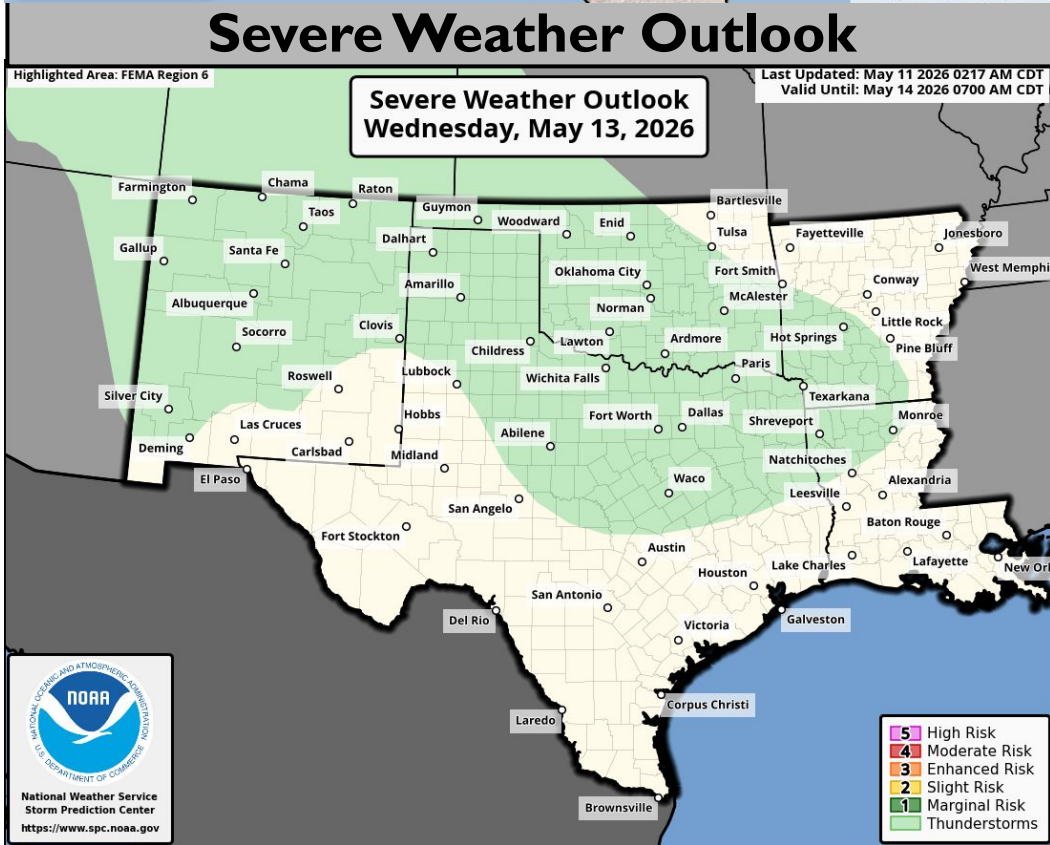 Severe Weather Outlook
Highlighted Area: FEMA Region 6
Last Updated: May 11 2026 0217 AM CDT
Valid Until: May 14 2026 0700 AM CDT
Severe Weather Outlook
Wednesday, May 13, 2026
Farmington
Chama
Raton
Taos
Guymon
Woodward
Enid
Bartlesville
Tulsa
Fayetteville
Jonesboro
Gallup
Santa Fe
Dalhart
Oklahoma City
Fort Smith
Conway
West Memphi
Albuquerque
Amarillo
Norman
McAlester
Little Rock
Socorro
Clovis
Childress
Lawton
Ardmore
Hot Springs
Pine Bluff
Roswell
Lubbock
Wichita Falls
Paris
Texarkana
Silver City
Las Cruces
Hobbs
Fort Worth
Dallas
Shreveport
Monroe
Deming
Carlsbad
Midland
Abilene
Natchitoches
El Paso
San Angelo
Waco
Leesville
Alexandria
Fort Stockton
Austin
Baton Rouge
Houston
Lake Charles
Lafayette
New Orl
San Antonio
Del Rio
Victoria
Galveston
Laredo
Corpus Christi
Brownsville
NATIONAL OCEANIC AND ATMOSPHERIC ADMINISTRATION
NOAA
U.S. DEPARTMENT OF COMMERCE
National Weather Service
Storm Prediction Center
https://www.spc.noaa.gov
5 High Risk
4 Moderate Risk
3 Enhanced Risk
2 Slight Risk
1 Marginal Risk
Thunderstorms